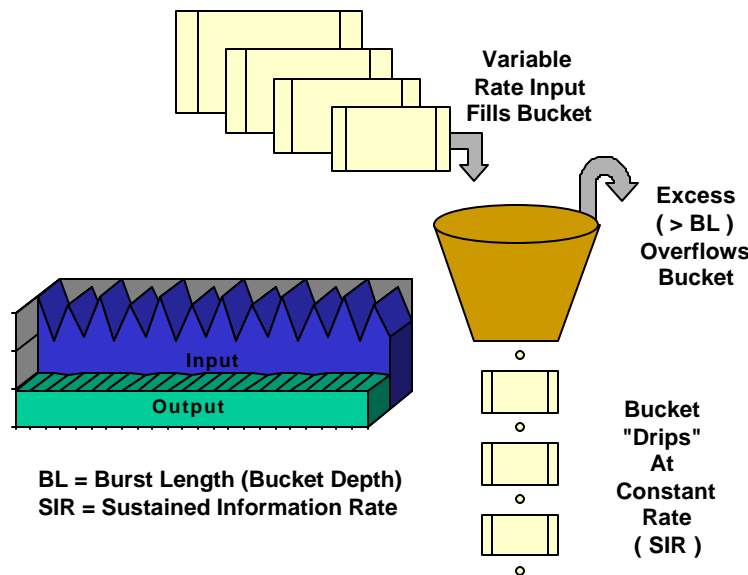 Variable
Rate Input
Fills Bucket
Excess
( > BL )
Overflows
Bucket
Input
Output
BL = Burst Length (Bucket Depth)
SIR = Sustained Information Rate
Bucket
"Drips"
At
Constant
Rate
( SIR )